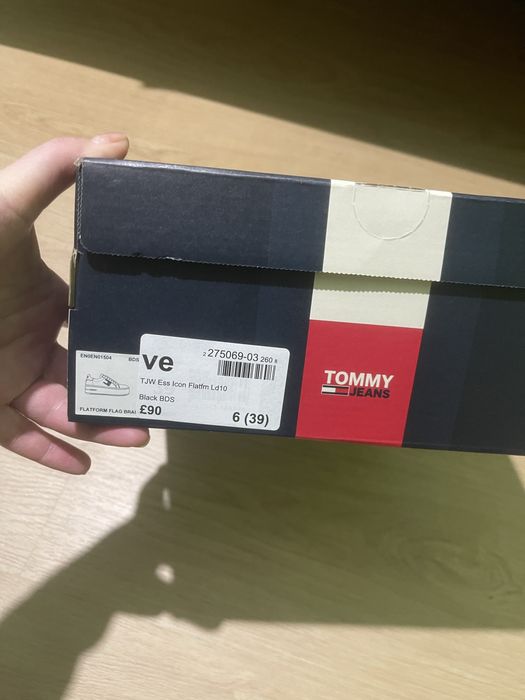 EN0EN01504 BDS
FLATFORM FLAG BRAI
ve
2 275069-03 260 8
TJW Ess Icon Flatfm Ld10
Black BDS
£90
6 (39)
TOMMY
JEANS